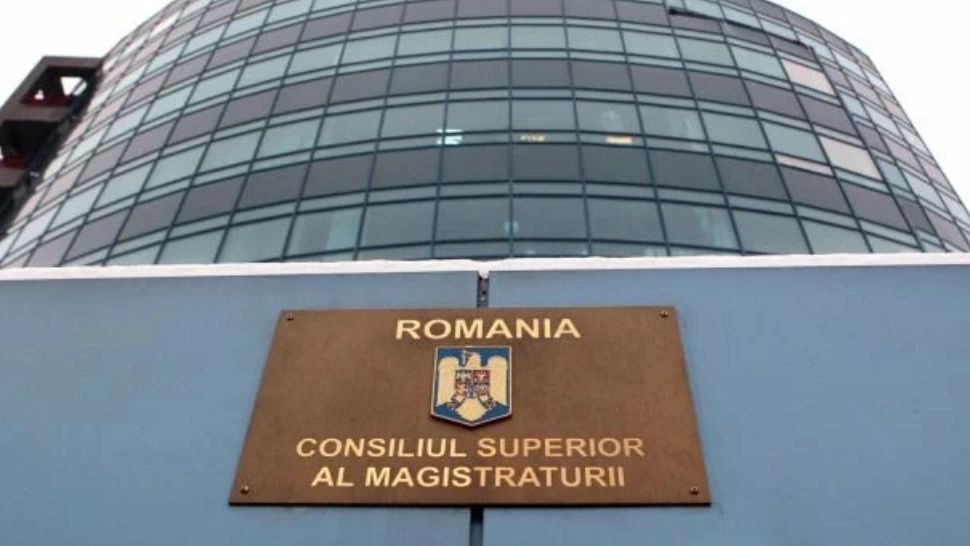 ROMANIA
CONSILIUL SUPERIOR
AL MAGISTRATURII